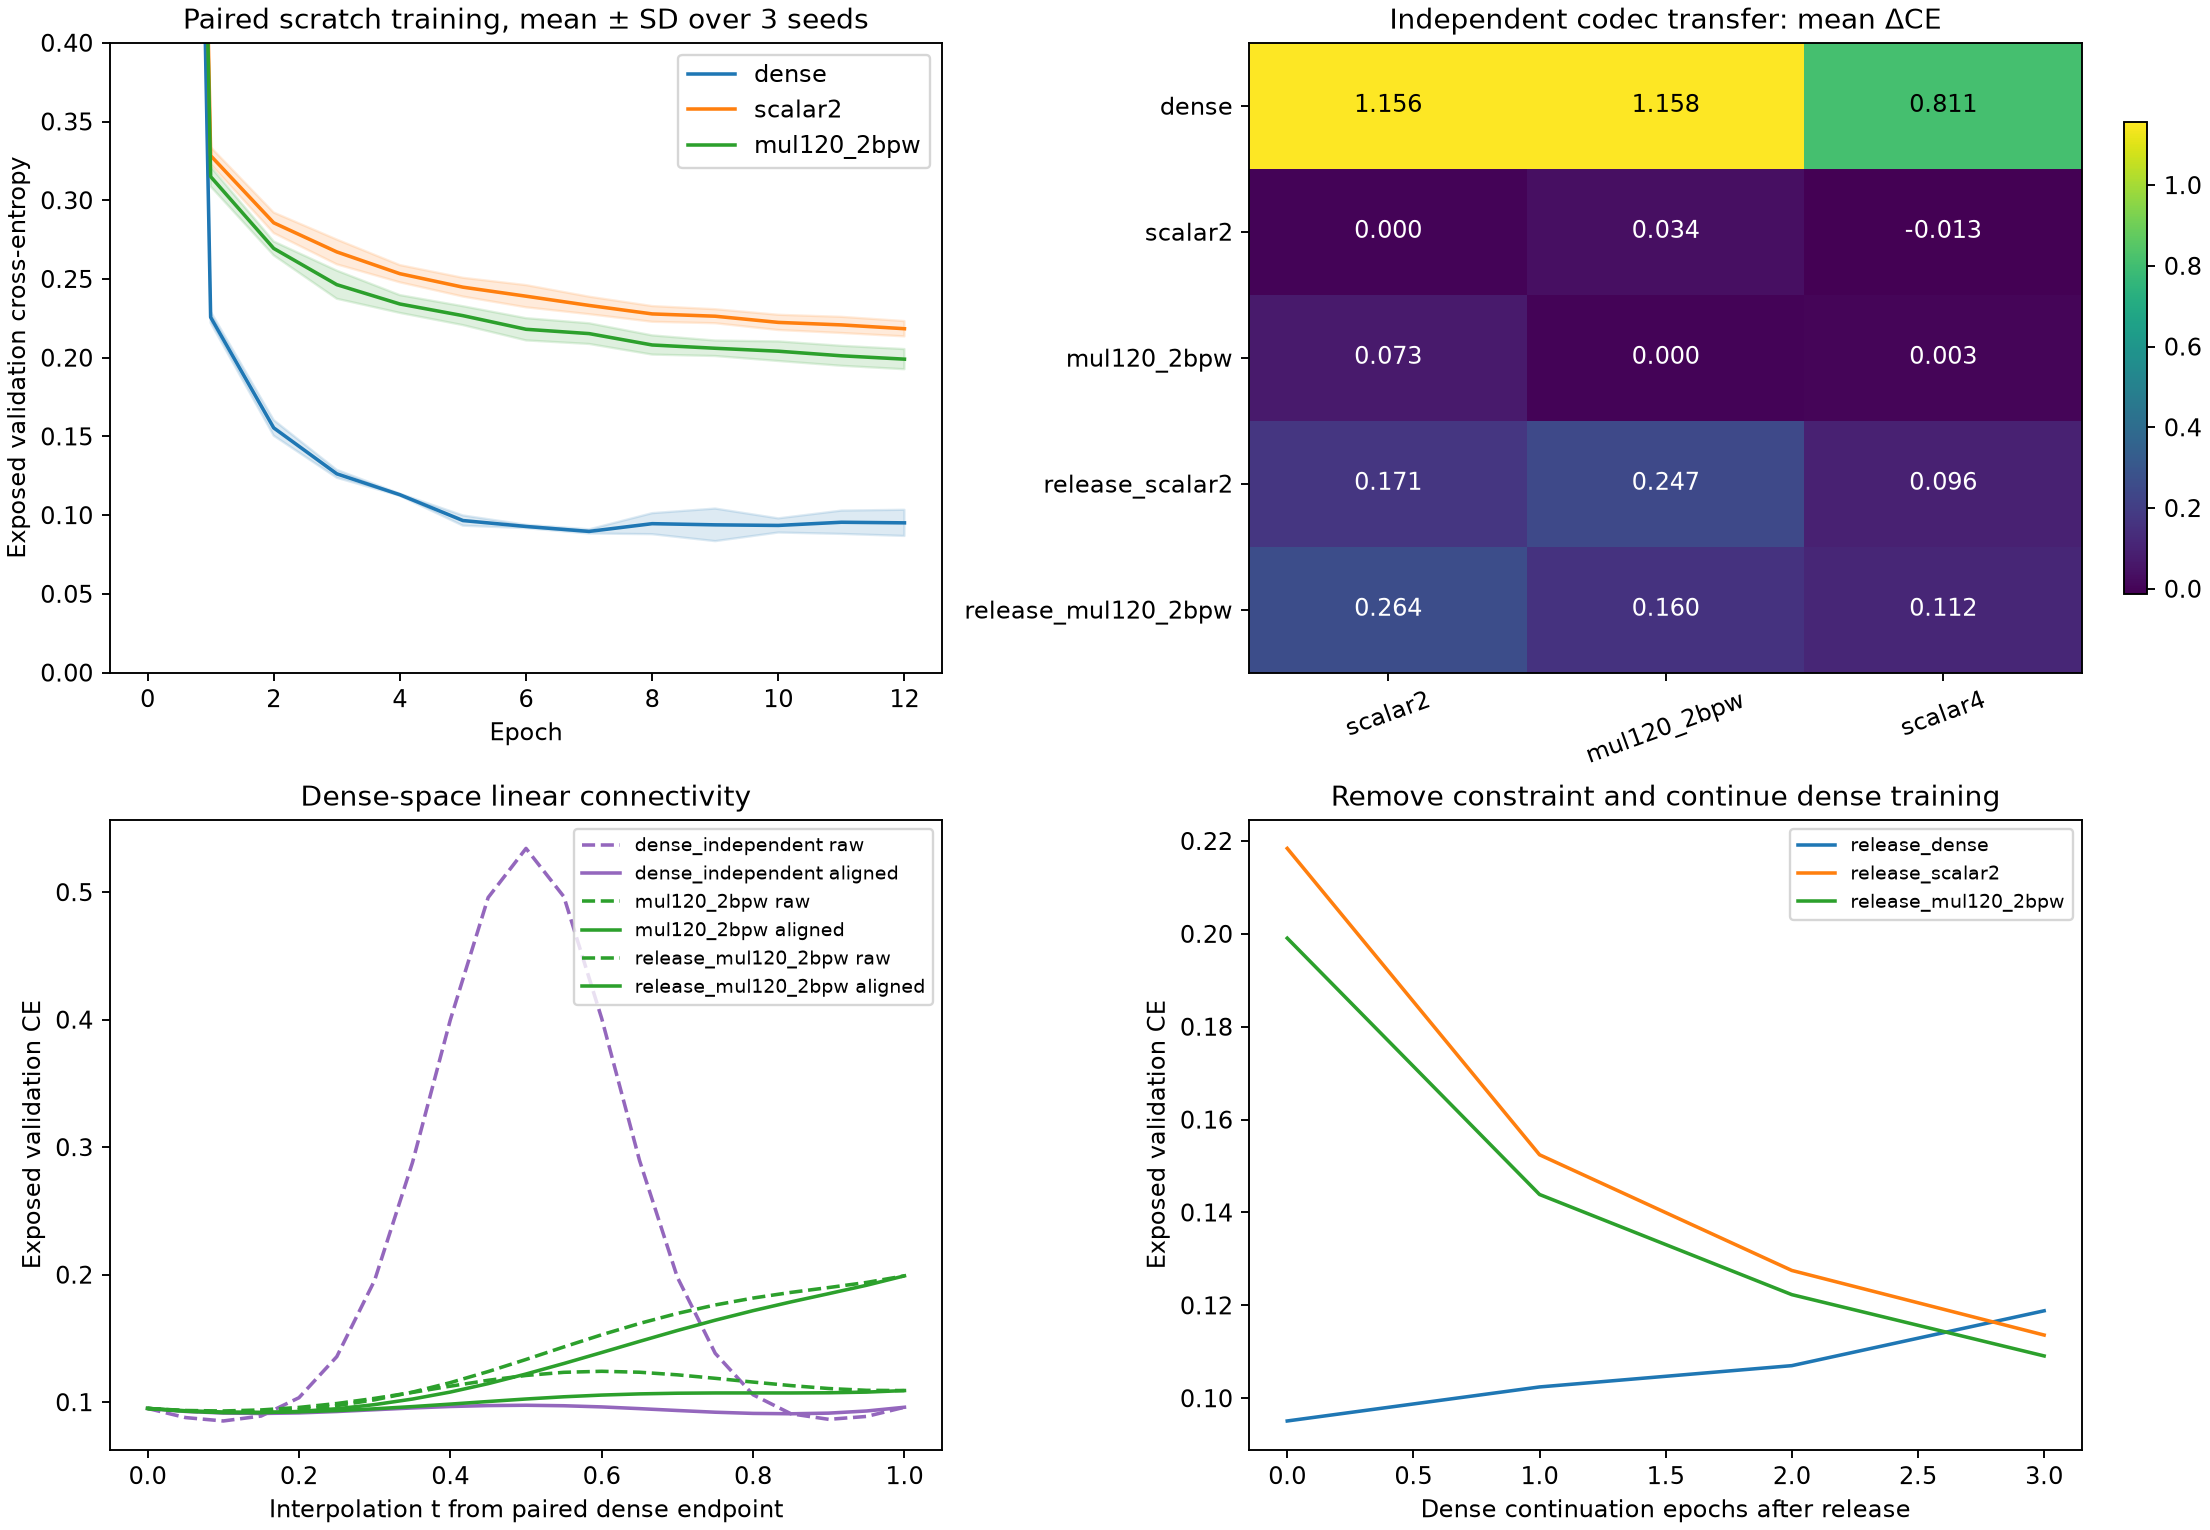 Paired scratch training, mean ± SD over 3 seeds
0.40
0.35
0.30
0.25
0.20
0.15
0.10
0.05
0.00
Exposed validation cross-entropy
dense
scalar2
mul120_2bpw
0 2 4 6 8 10 12
Epoch
Independent codec transfer: mean ΔCE
dense 1.156 1.158 0.811
scalar2 0.000 0.034 -0.013
mul120_2bpw 0.073 0.000 0.003
release_scalar2 0.171 0.247 0.096
release_mul120_2bpw 0.264 0.160 0.112
scalar2 mul120_2bpw scalar4
1.0
0.8
0.6
0.4
0.2
0.0
Dense-space linear connectivity
0.5
0.4
0.3
0.2
0.1
Exposed validation CE
dense_independent raw
dense_independent aligned
mul120_2bpw raw
mul120_2bpw aligned
release_mul120_2bpw raw
release_mul120_2bpw aligned
0.0 0.2 0.4 0.6 0.8 1.0
Interpolation t from paired dense endpoint
Remove constraint and continue dense training
0.22
0.20
0.18
0.16
0.14
0.12
0.10
Exposed validation CE
release_dense
release_scalar2
release_mul120_2bpw
0.0 0.5 1.0 1.5 2.0 2.5 3.0
Dense continuation epochs after release